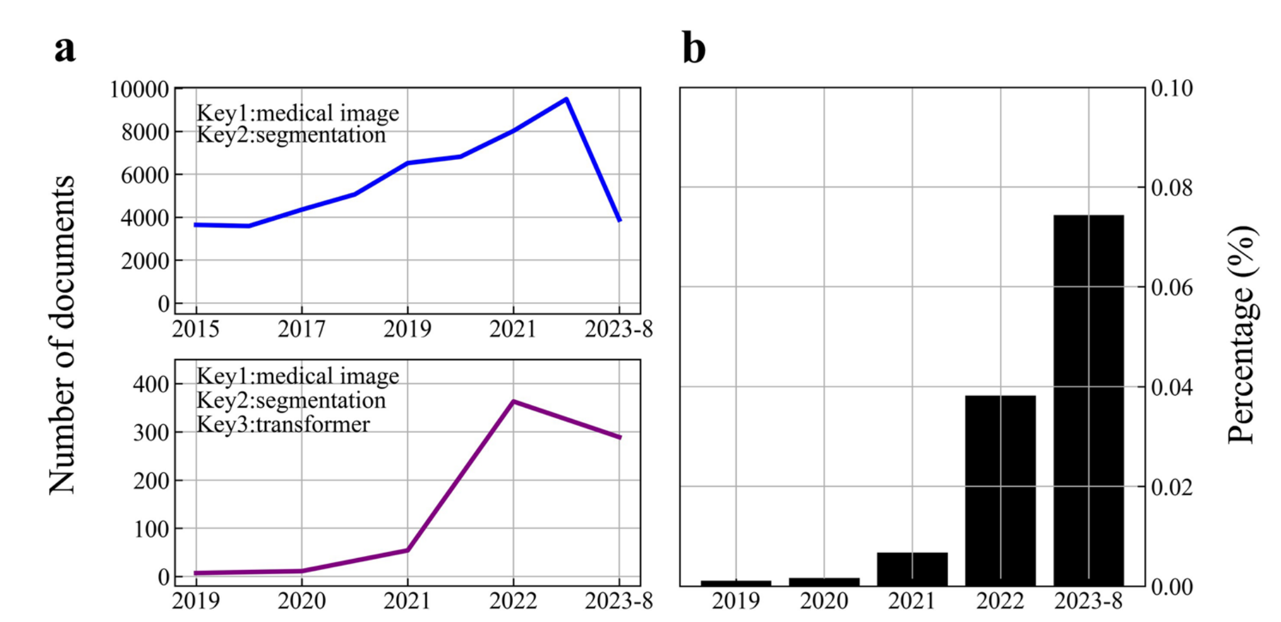 a
b
Number of documents
10000
8000
6000
4000
2000
0
Key1:medical image
Key2:segmentation
2015 2017 2019 2021 2023-8
400
300
200
100
0
Key1:medical image
Key2:segmentation
Key3:transformer
2019 2020 2021 2022 2023-8
0.10
0.08
0.06
0.04
0.02
0.00
2019 2020 2021 2022 2023-8
Percentage (%)